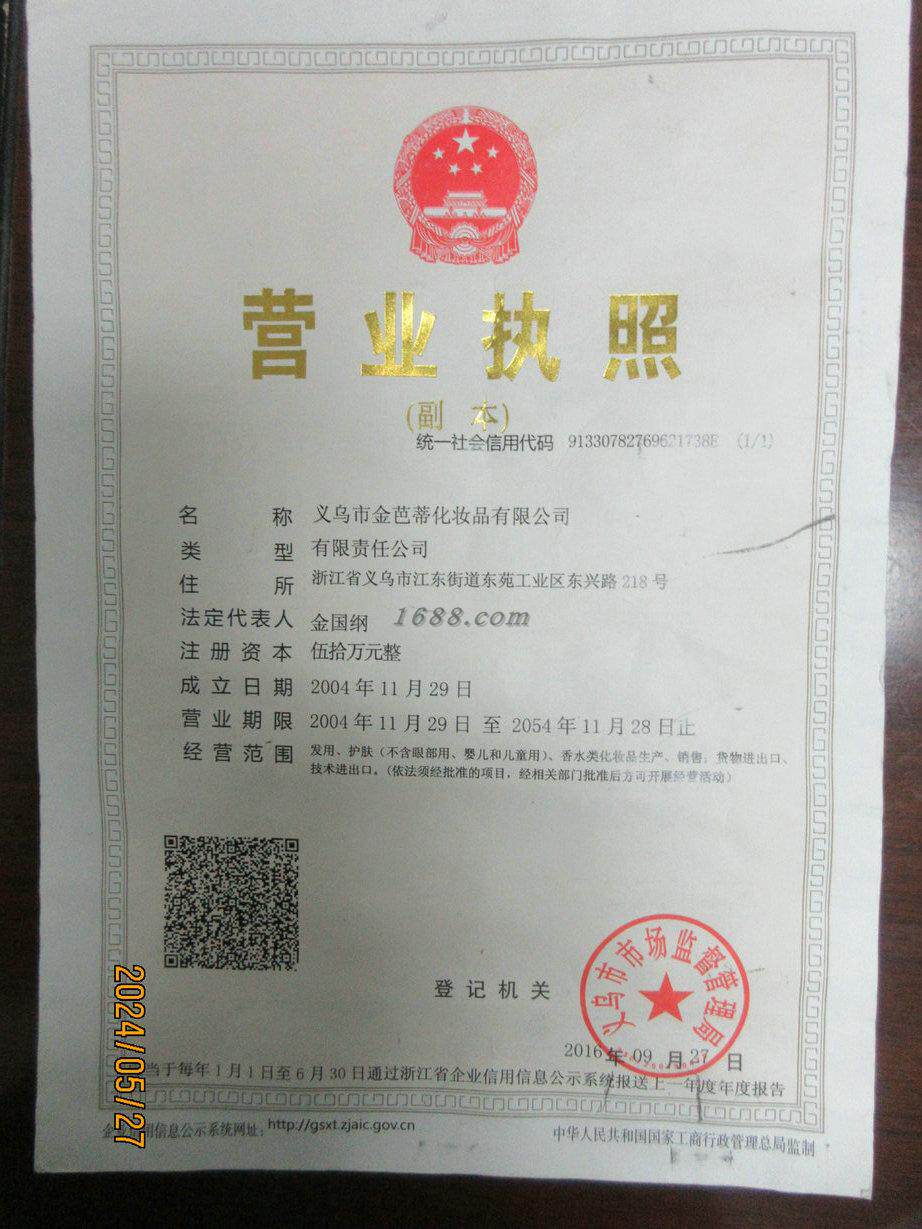 营业执照
(副 本)
统一社会信用代码 91330782769621738E (1/1)
名 称 义乌市金芭蒂化妆品有限公司
类 型 有限责任公司
住 所 浙江省义乌市江东街道东苑工业区东兴路218号
法定代表人 金国纲
1688.com
注册资本 伍拾万元整
成立日期 2004年11月29日
营业期限 2004年11月29日 至 2054年11月28日止
经营范围 发用、护肤（不含眼部用、婴儿和儿童用）、香水类化妆品生产、销售；货物进出口、
技术进出口。(依法须经批准的项目，经相关部门批准后方可开展经营活动)
登记机关
义乌市市场监督管理局
2016年09月27日
当于每年1月1日至6月30日通过浙江省企业信用信息公示系统报送上一年度年度报告
企业信用信息公示系统网址：http://gsxt.zjaic.gov.cn
中华人民共和国国家工商行政管理总局监制
2024/05/27